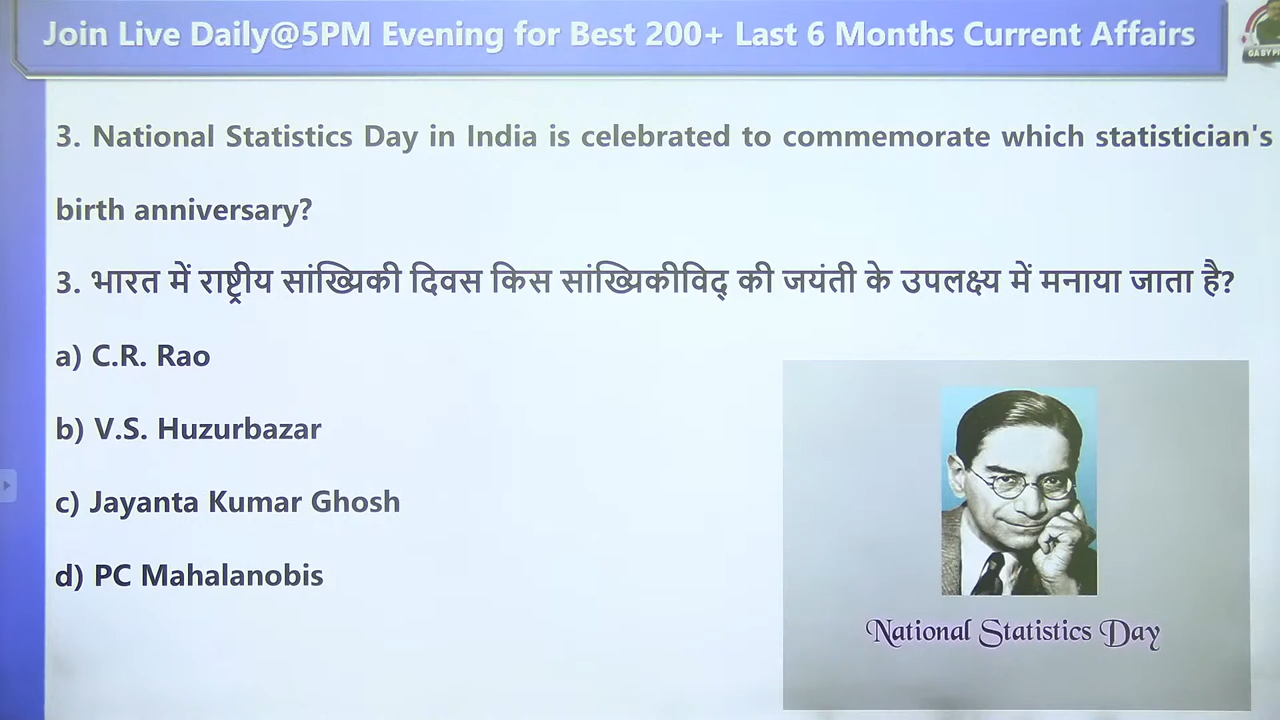 Join Live Daily@5PM Evening for Best 200+ Last 6 Months Current Affairs
3. National Statistics Day in India is celebrated to commemorate which statistician's
birth anniversary?
3. भारत में राष्ट्रीय सांख्यिकी दिवस किस सांख्यिकीविद् की जयंती के उपलक्ष्य में मनाया जाता है?
a) C.R. Rao
b) V.S. Huzurbazar
c) Jayanta Kumar Ghosh
d) PC Mahalanobis
National Statistics Day